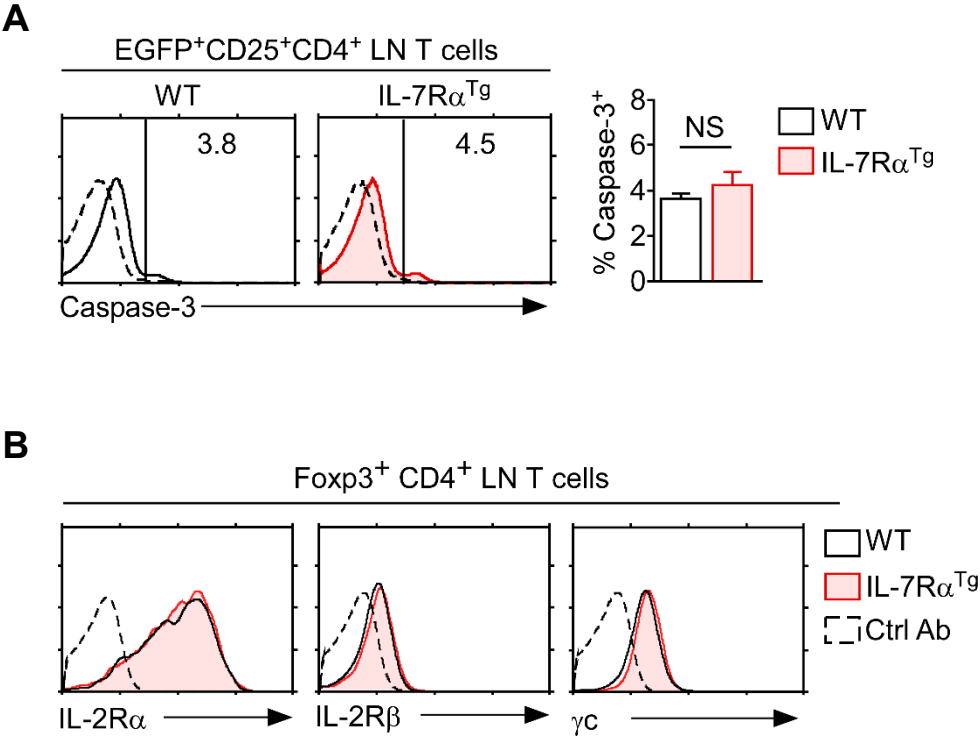 A
EGFP⁺CD25⁺CD4⁺ LN T cells
WT
IL-7Rα^Tg
3.8
4.5
Caspase-3
% Caspase-3⁺
8
6
4
2
0
NS
WT
IL-7Rα^Tg
B
Foxp3⁺ CD4⁺ LN T cells
IL-2Rα
IL-2Rβ
γc
WT
IL-7Rα^Tg
Ctrl Ab